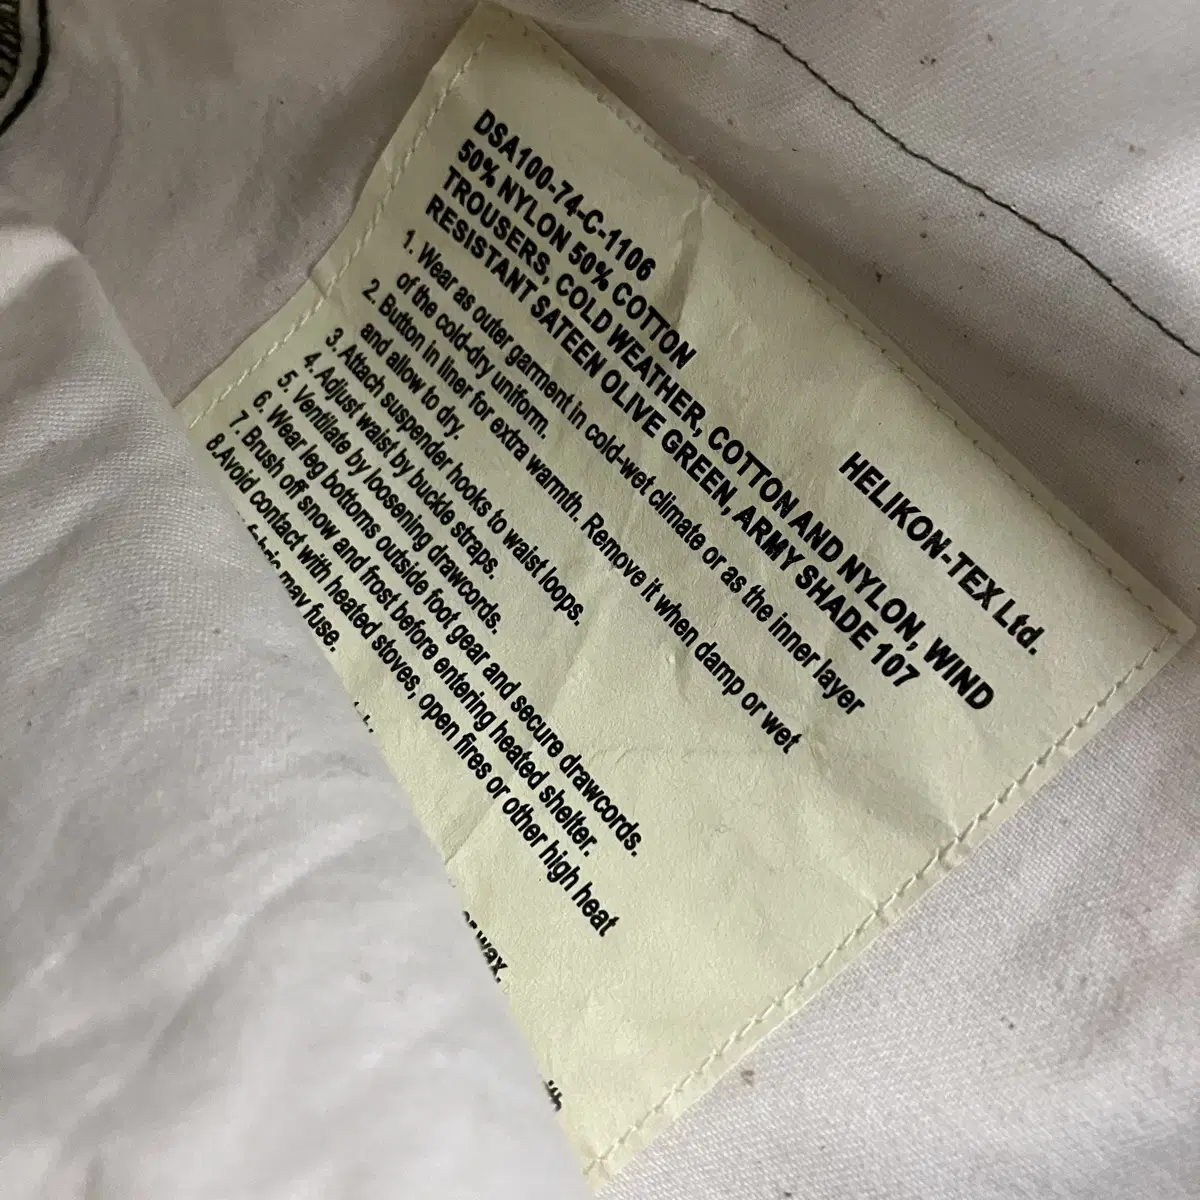 DSA100-74-C-1106 HELIKON-TEX Ltd.
50% NYLON 50% COTTON
TROUSERS, COLD WEATHER, COTTON AND NYLON, WIND
RESISTANT SATEEN OLIVE GREEN, ARMY SHADE 107
1. Wear as outer garment in cold-wet climate or as the inner layer
of the cold-dry uniform.
2. Button in liner for extra warmth. Remove it when damp or wet
and allow to dry.
3. Attach suspender hooks to waist loops.
4. Adjust waist by buckle straps.
5. Ventilate by loosening drawcords.
6. Wear leg bottoms outside foot gear and secure drawcords.
7. Brush off snow and frost before entering heated shelter.
8.Avoid contact with heated stoves, open fires or other high heat
may fuse.
wax.